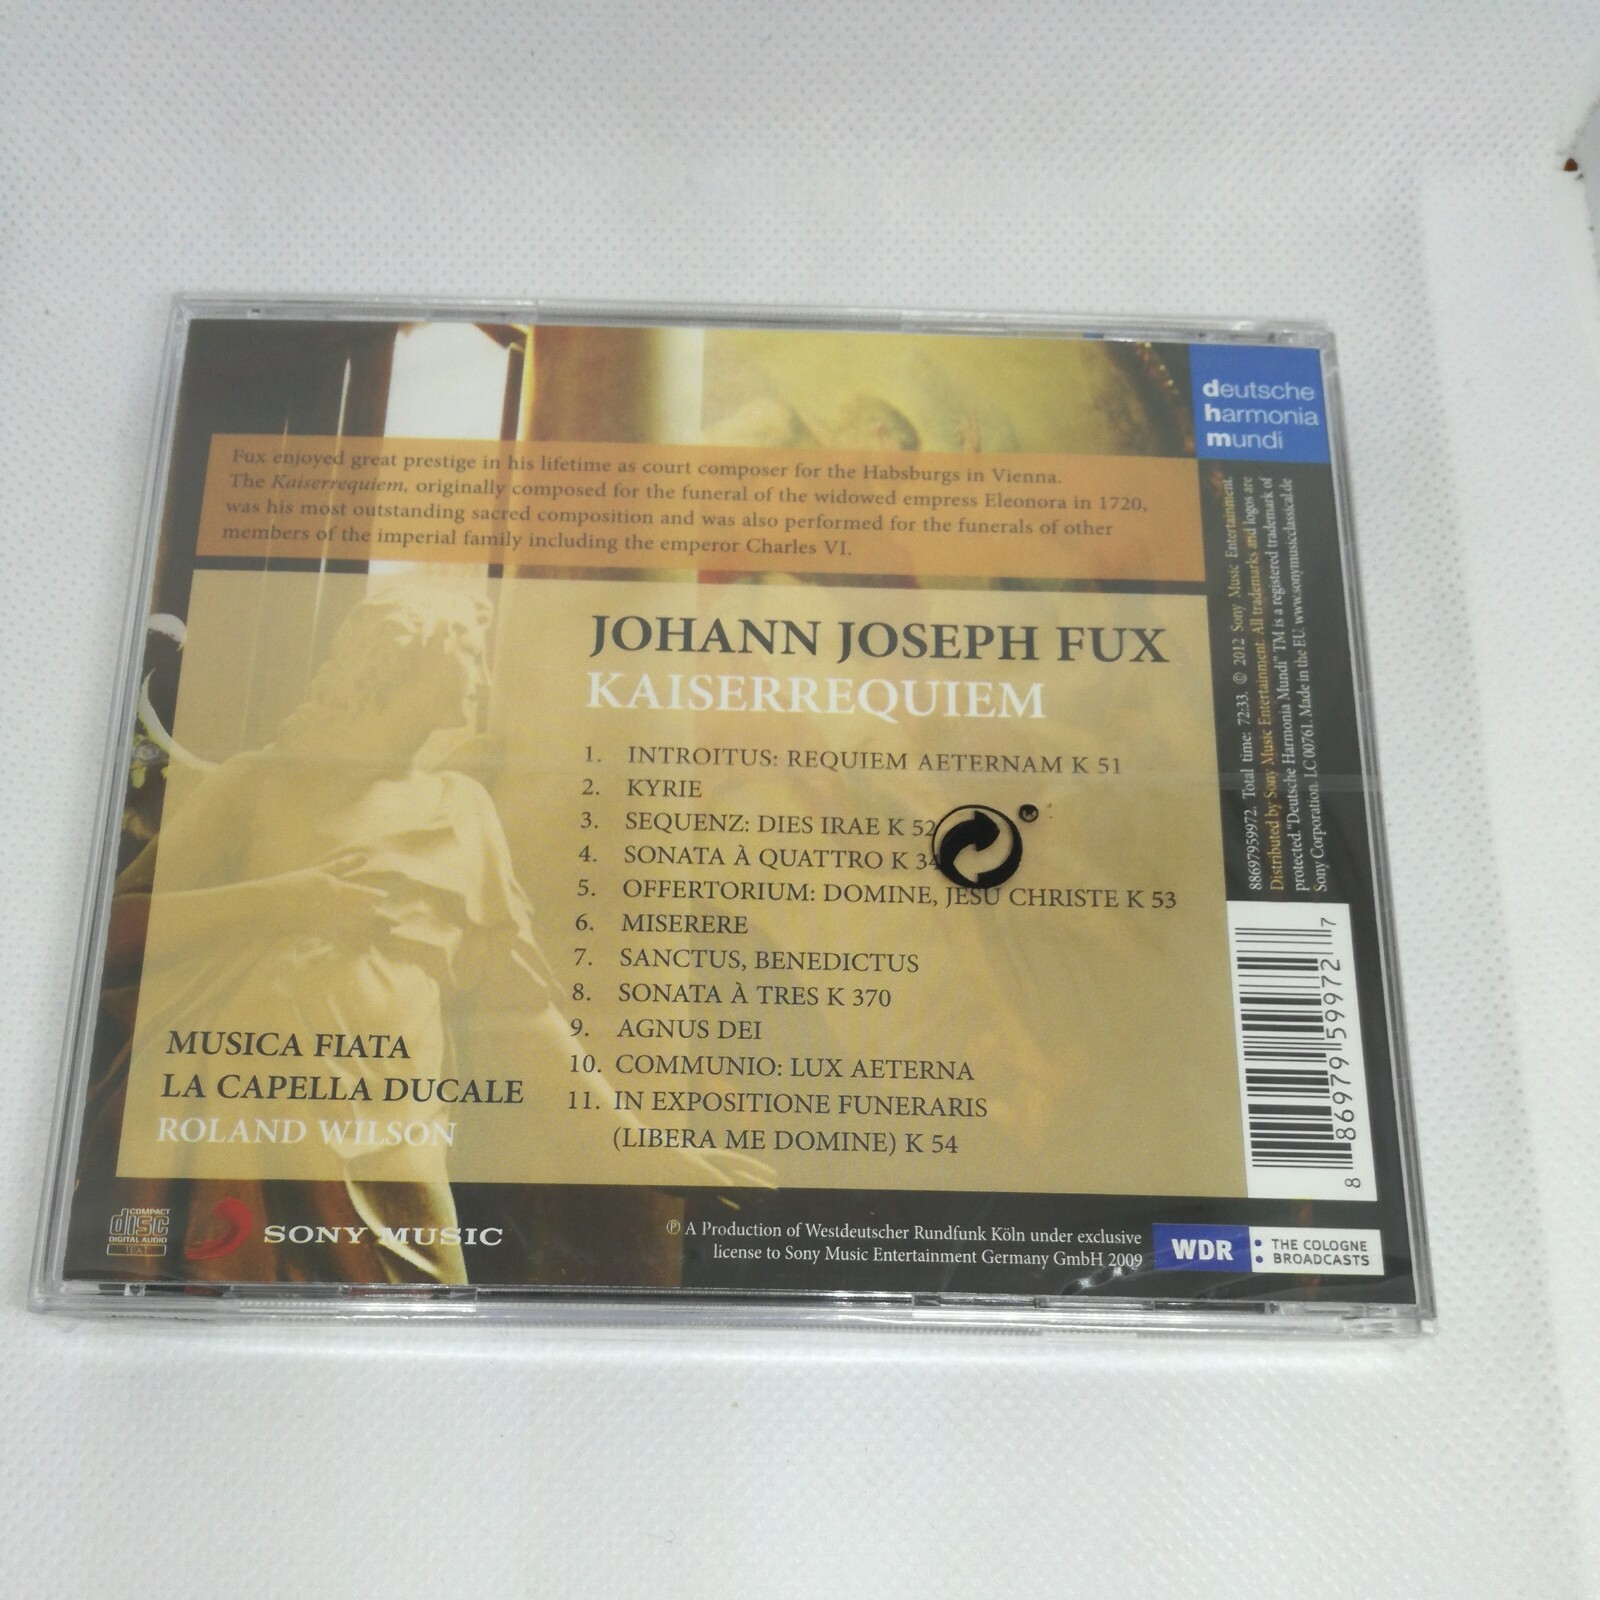 deutsche
harmonia
mundi
Fux enjoyed great prestige in his lifetime as court composer for the Habsburgs in Vienna.
The Kaiserrequiem, originally composed for the funeral of the widowed empress Eleonora in 1720,
was his most outstanding sacred composition and was also performed for the funerals of other
members of the imperial family including the emperor Charles VI.
JOHANN JOSEPH FUX
KAISERREQUIEM
1. INTROITUS: REQUIEM AETERNAM K 51
2. KYRIE
3. SEQUENZ: DIES IRAE K 52
4. SONATA À QUATTRO K 34
5. OFFERTORIUM: DOMINE, JESU CHRISTE K 53
6. MISERERE
7. SANCTUS, BENEDICTUS
8. SONATA À TRES K 370
9. AGNUS DEI
10. COMMUNIO: LUX AETERNA
11. IN EXPOSITIONE FUNERARIS
(LIBERA ME DOMINE) K 54
®
MUSICA FIATA
LA CAPELLA DUCALE
ROLAND WILSON
88697959972. Total time: 72:33. © 2012 Sony Music Entertainment.
Distributed by Sony Music Entertainment. All trademarks and logos are
protected. "Deutsche Harmonia Mundi" TM is a registered trademark of
Sony Corporation. LC 00761. Made in the EU. www.sonymusicclassical.de
8 86979 59972 7
COMPACT
disc
DIGITAL AUDIO
TEXT
SONY MUSIC
℗ A Production of Westdeutscher Rundfunk Köln under exclusive
license to Sony Music Entertainment Germany GmbH 2009
WDR
THE COLOGNE
BROADCASTS